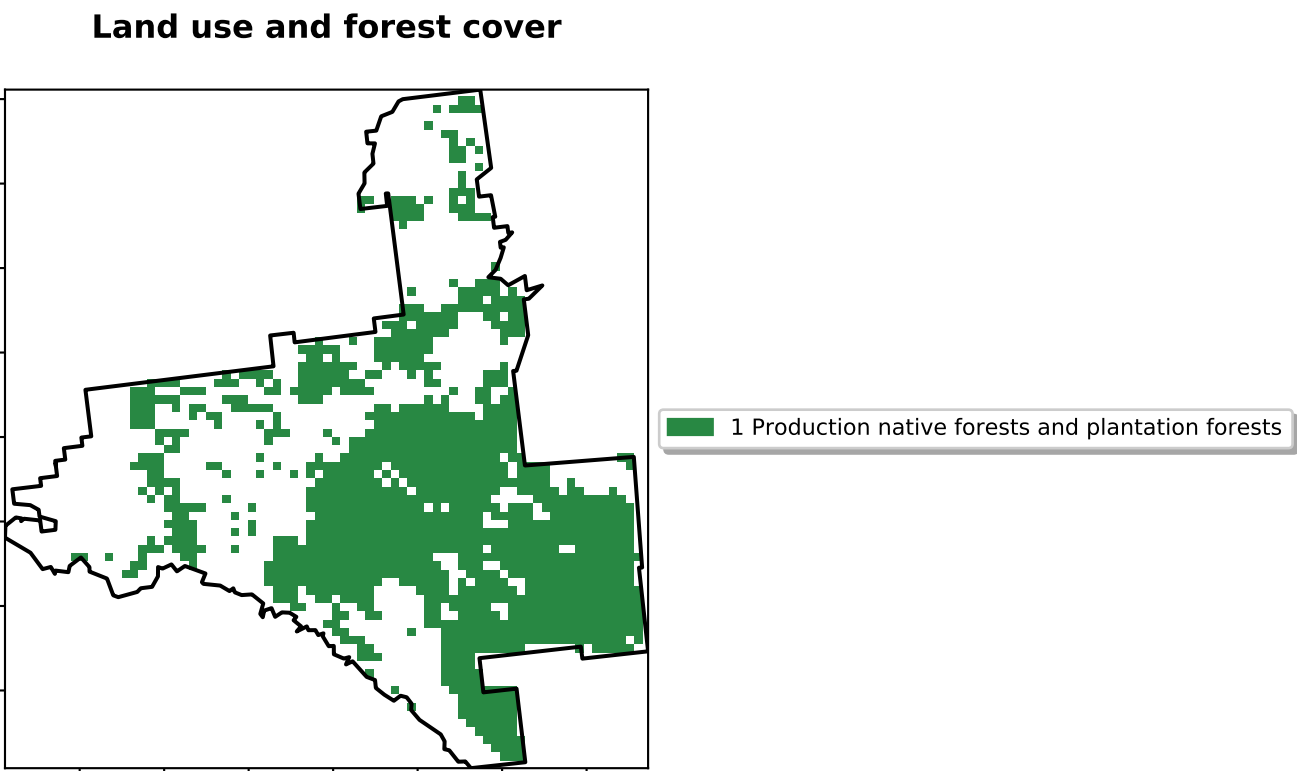 Land use and forest cover
1 Production native forests and plantation forests